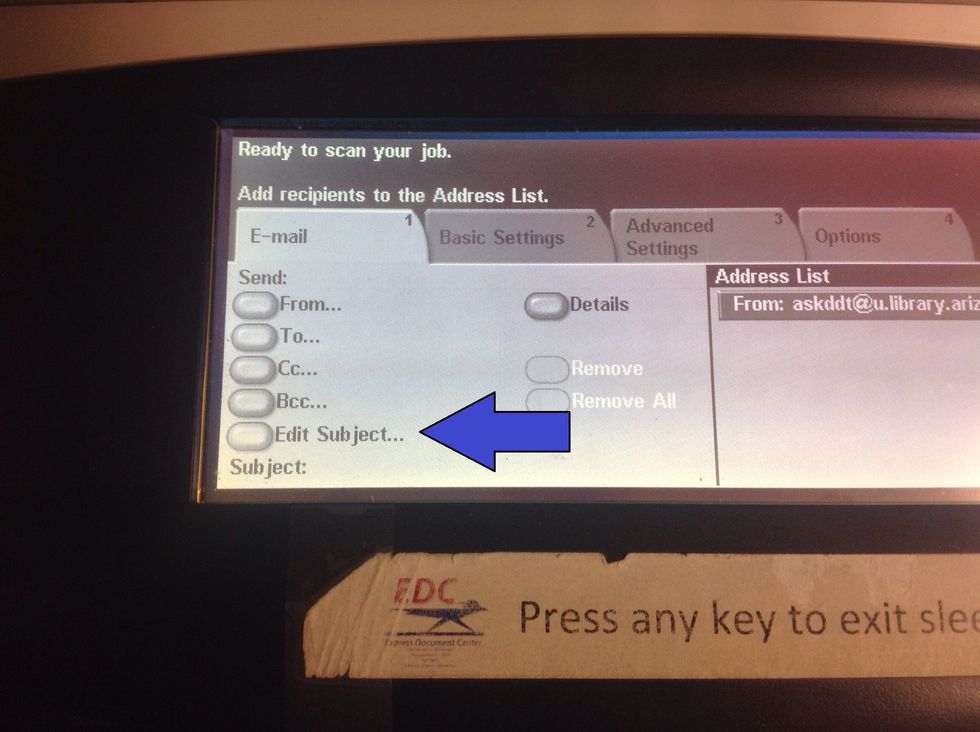 Ready to scan your job.
Add recipients to the Address List.
E-mail 1
Basic Settings 2
Advanced Settings 3
Options 4
Send:
From...
To...
Cc...
Bcc...
Edit Subject...
Subject:
Details
Remove
Remove All
Address List
From: askddt@u.library.ariz
EDC
Express Document Center
Press any key to exit slee